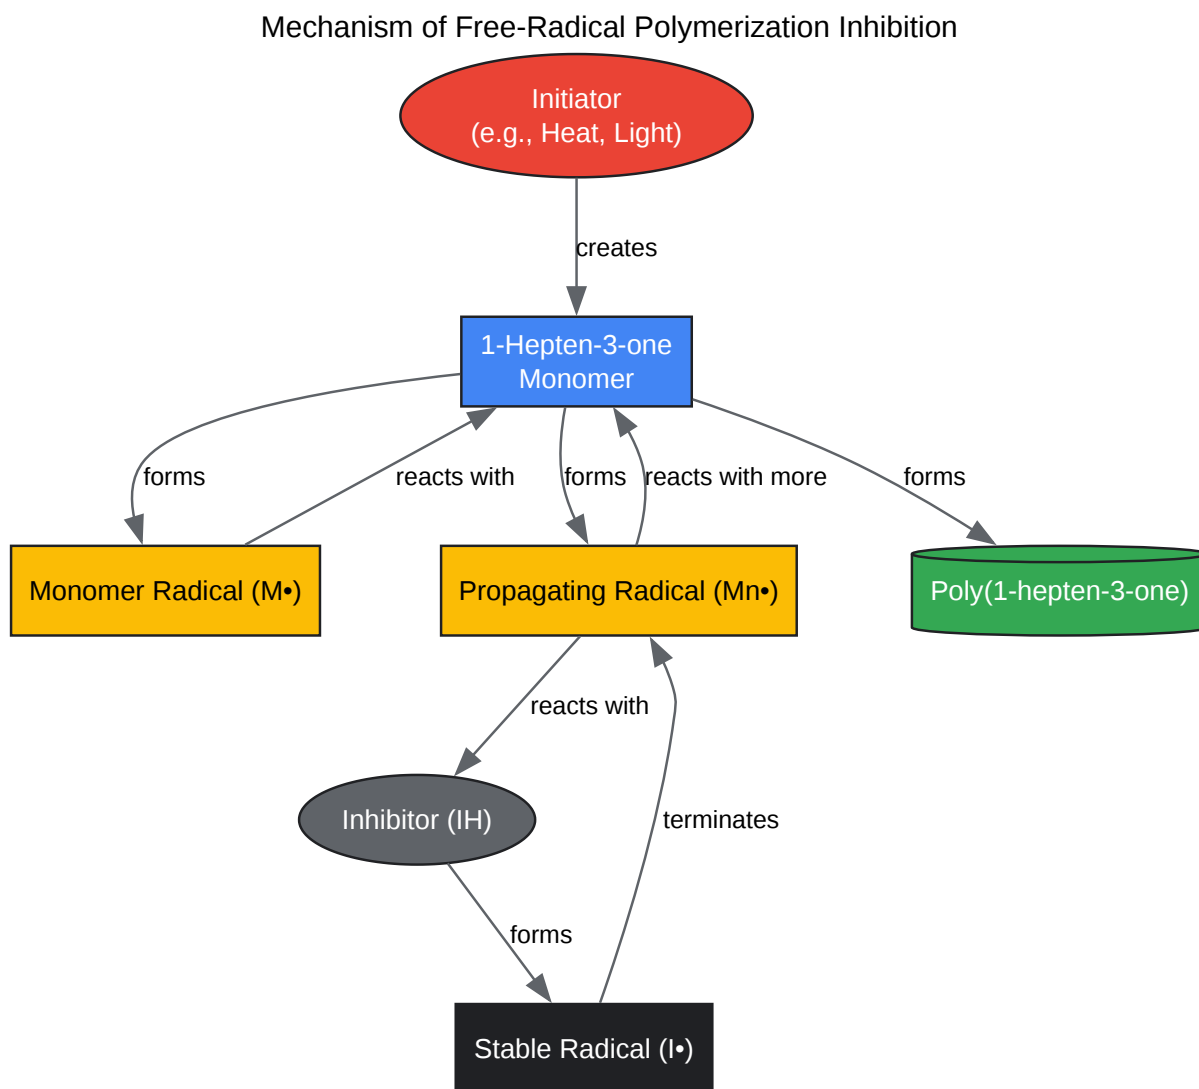 Mechanism of Free-Radical Polymerization Inhibition
Initiator
(e.g., Heat, Light)
creates
1-Hepten-3-one
Monomer
forms
reacts with
forms
reacts with more
forms
Monomer Radical (M•)
Propagating Radical (Mn•)
Poly(1-hepten-3-one)
reacts with
Inhibitor (IH)
terminates
forms
Stable Radical (I•)